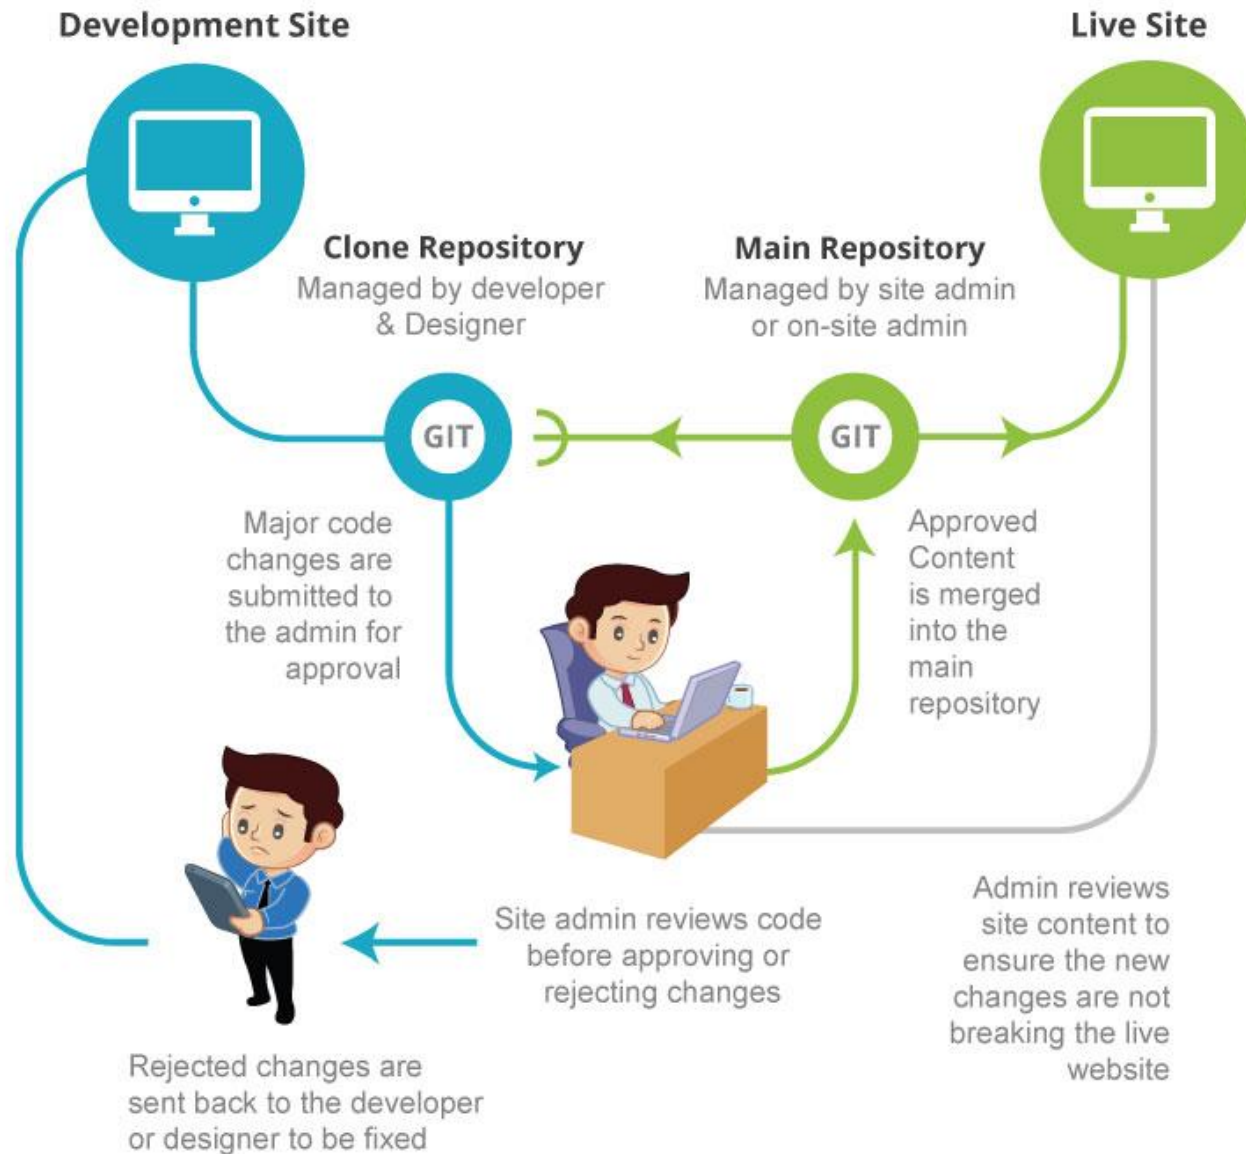 Development Site
Live Site
Clone Repository
Managed by developer
& Designer
Main Repository
Managed by site admin
or on-site admin
GIT
GIT
Major code
changes are
submitted to
the admin for
approval
Approved
Content
is merged
into the
main
repository
Site admin reviews code
before approving or
rejecting changes
Admin reviews
site content to
ensure the new
changes are not
breaking the live
website
Rejected changes are
sent back to the developer
or designer to be fixed